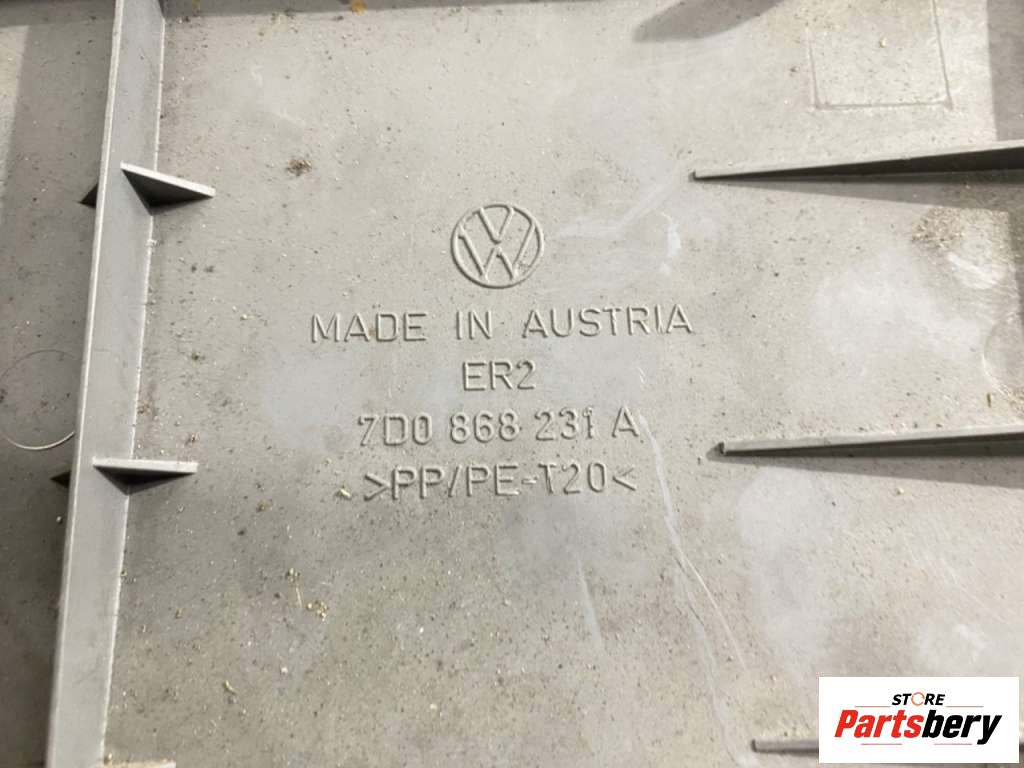 MADE IN AUSTRIA
ER2
7D0 868 231 A
>PP/PE-T20<
STORE
Partsbery